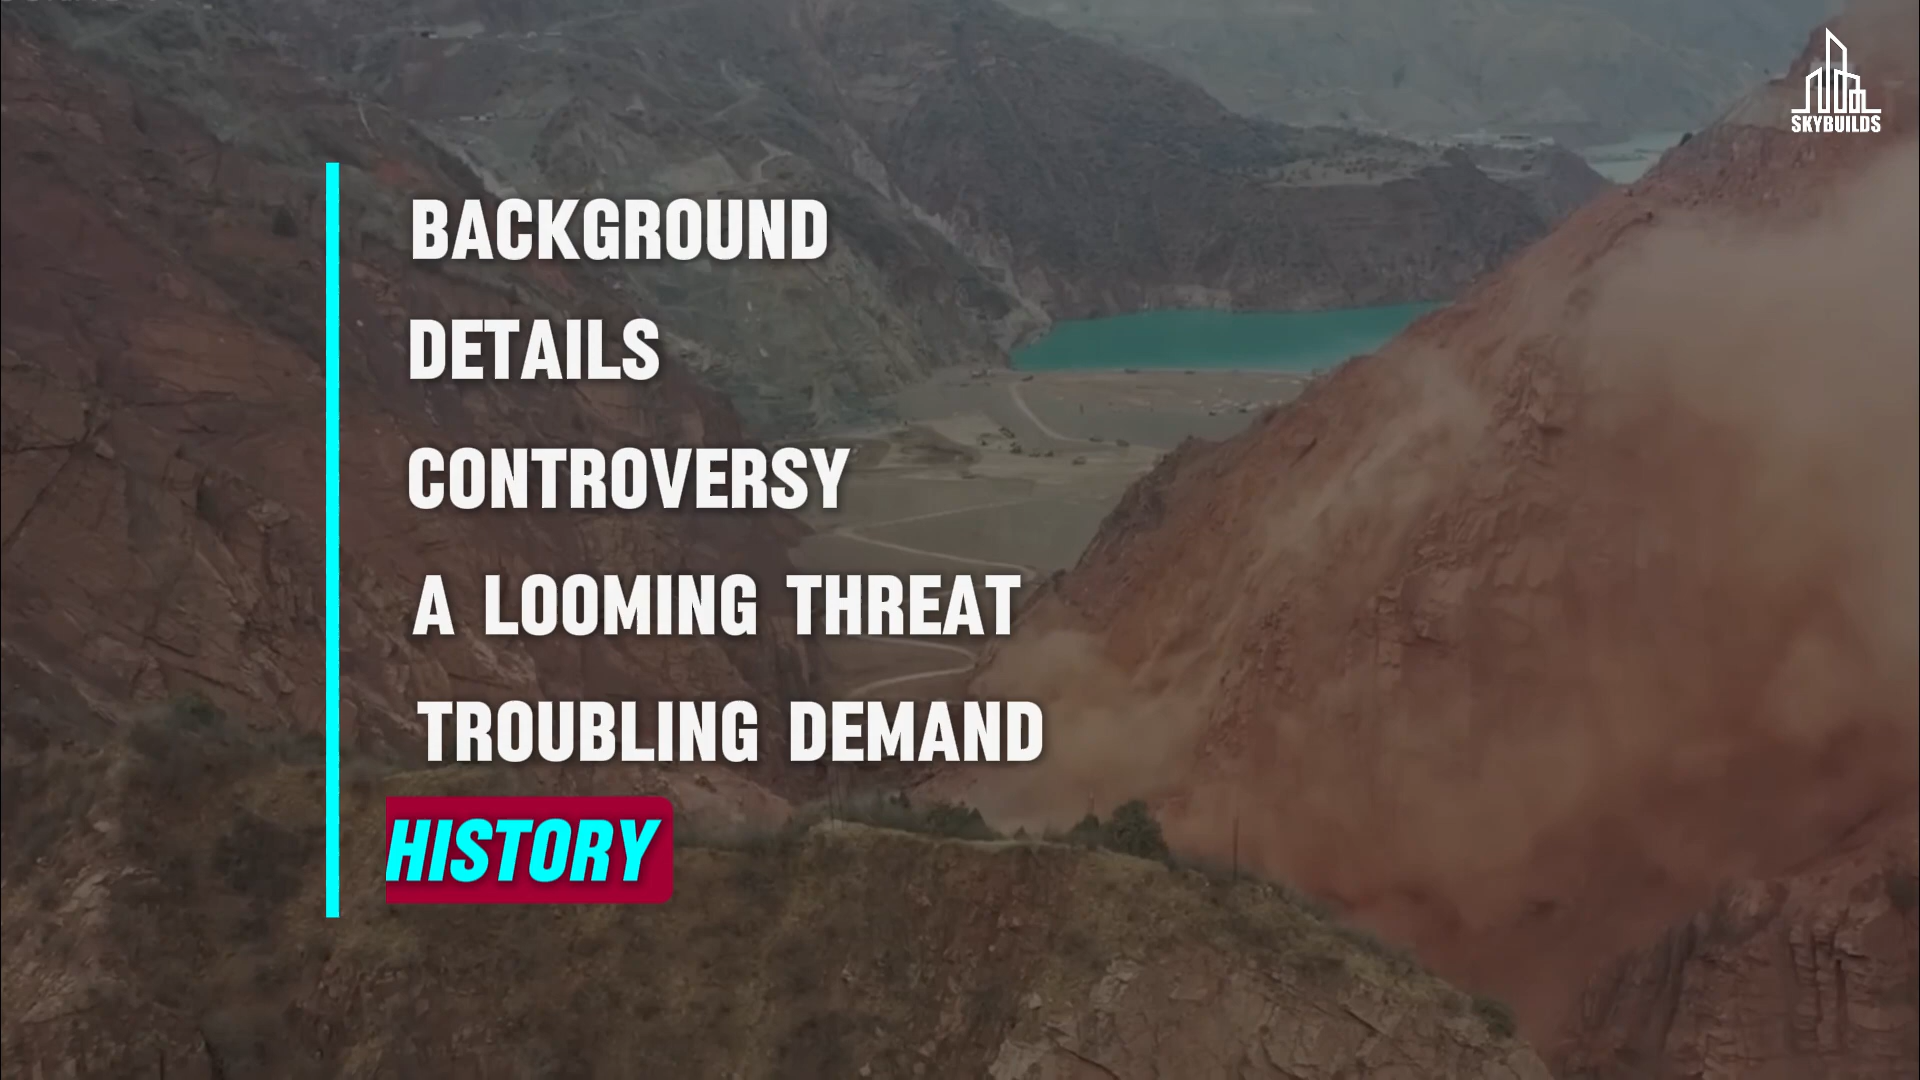 SKYBUILDS
BACKGROUND
DETAILS
CONTROVERSY
A LOOMING THREAT
TROUBLING DEMAND
HISTORY